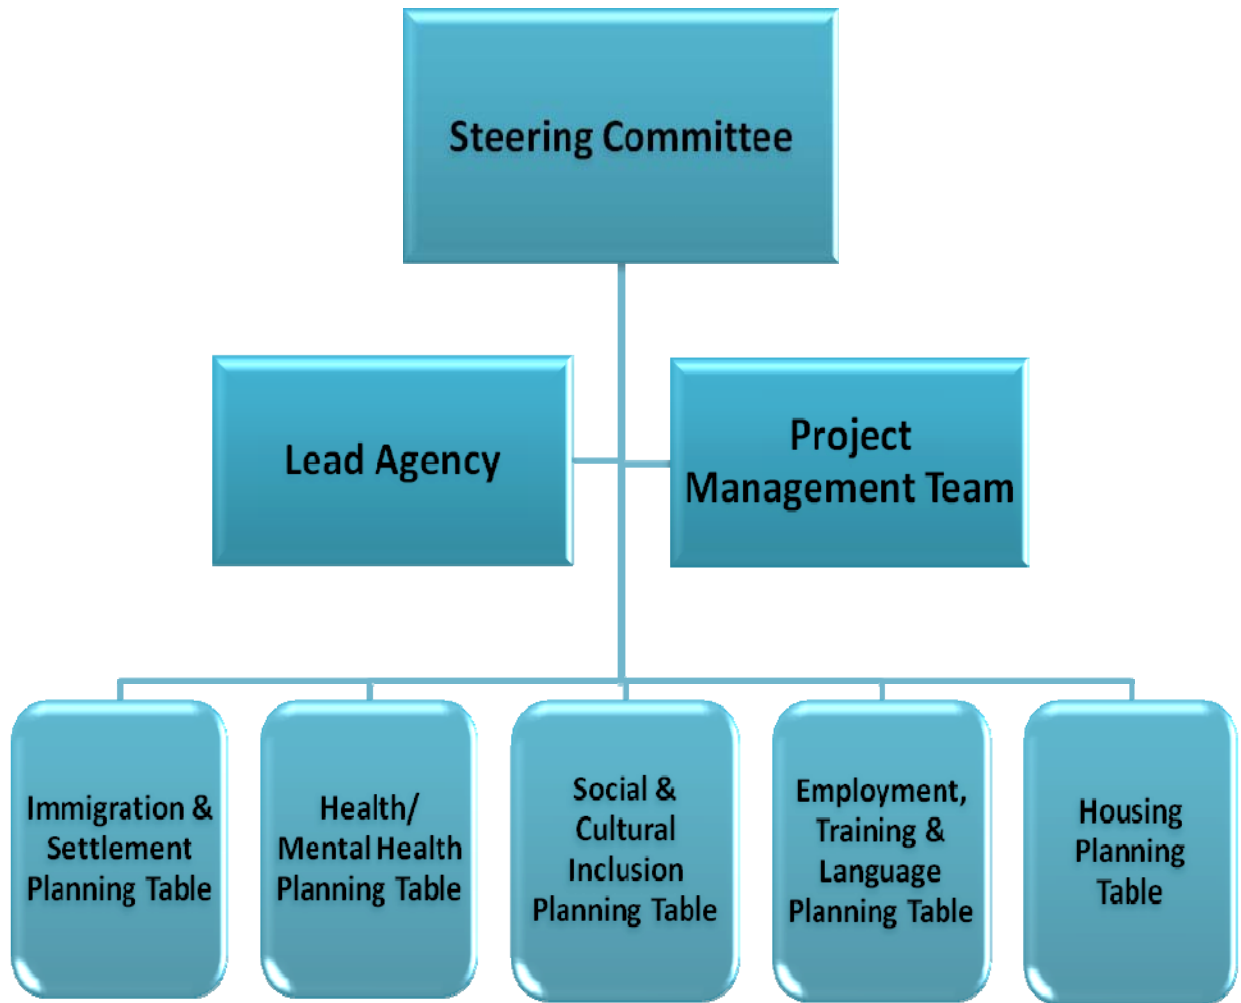 Steering Committee
Lead Agency
Project
Management Team
Immigration &
Settlement
Planning Table
Health/
Mental Health
Planning Table
Social &
Cultural
Inclusion
Planning Table
Employment,
Training &
Language
Planning Table
Housing
Planning
Table